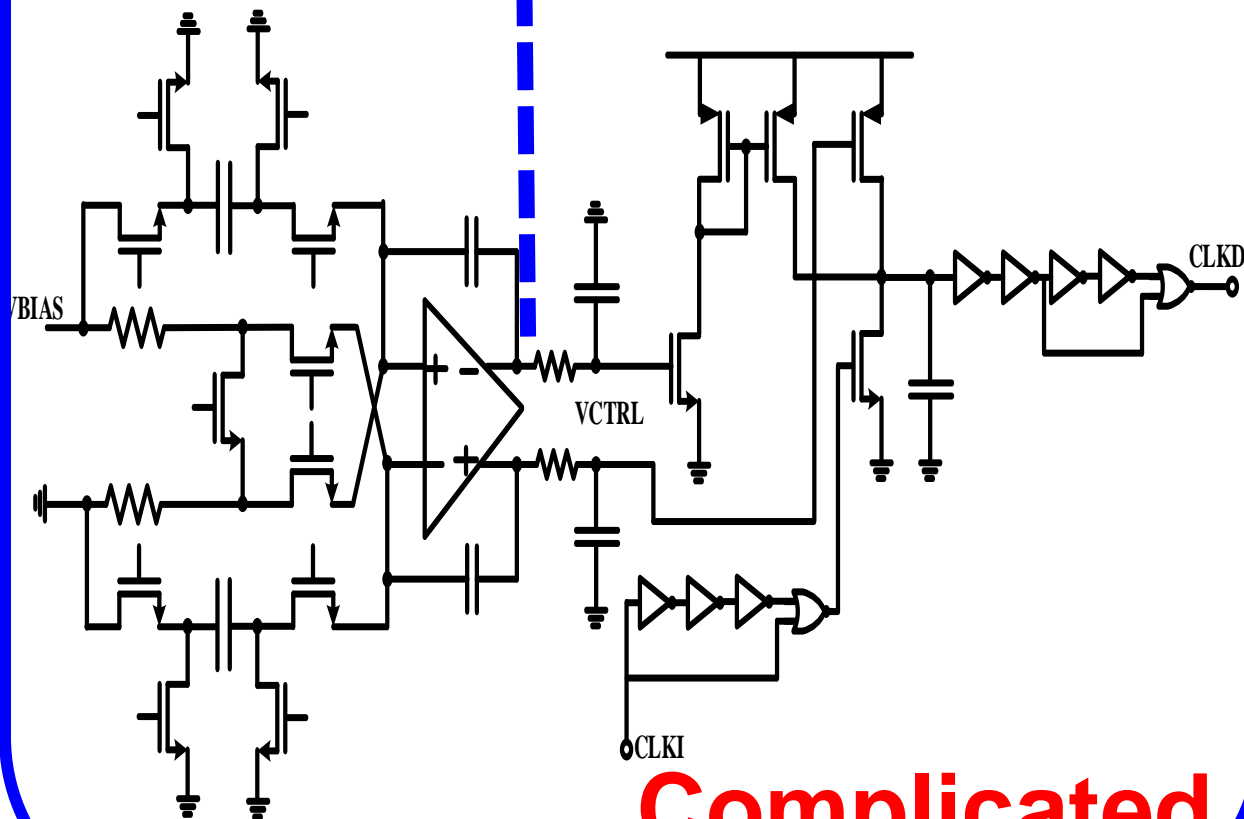 CLKD
VBIAS
+ -
VCTRL
- +
CLKI
Complicated